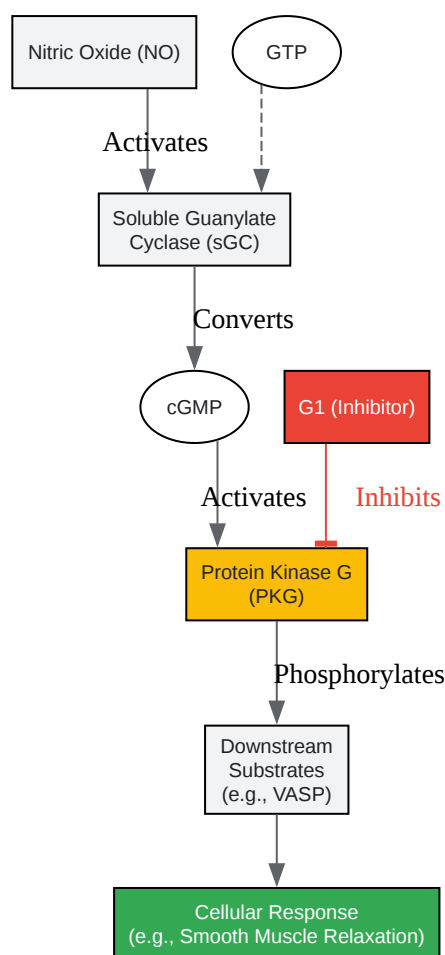 Nitric Oxide (NO)
GTP
Activates
Soluble Guanylate
Cyclase (sGC)
Converts
cGMP
G1 (Inhibitor)
Activates
Inhibits
Protein Kinase G
(PKG)
Phosphorylates
Downstream
Substrates
(e.g., VASP)
Cellular Response
(e.g., Smooth Muscle Relaxation)